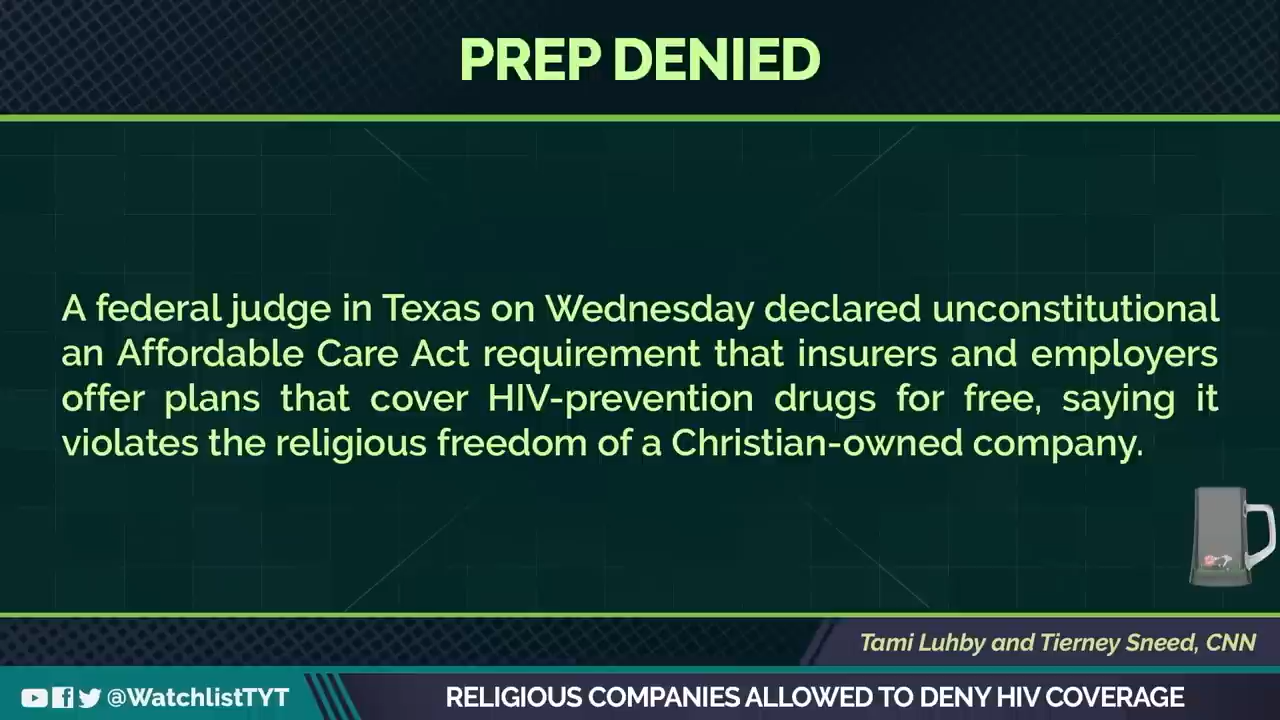 PREP DENIED
A federal judge in Texas on Wednesday declared unconstitutional
an Affordable Care Act requirement that insurers and employers
offer plans that cover HIV-prevention drugs for free, saying it
violates the religious freedom of a Christian-owned company.
Tami Luhby and Tierney Sneed, CNN
@WatchlistTYT
RELIGIOUS COMPANIES ALLOWED TO DENY HIV COVERAGE